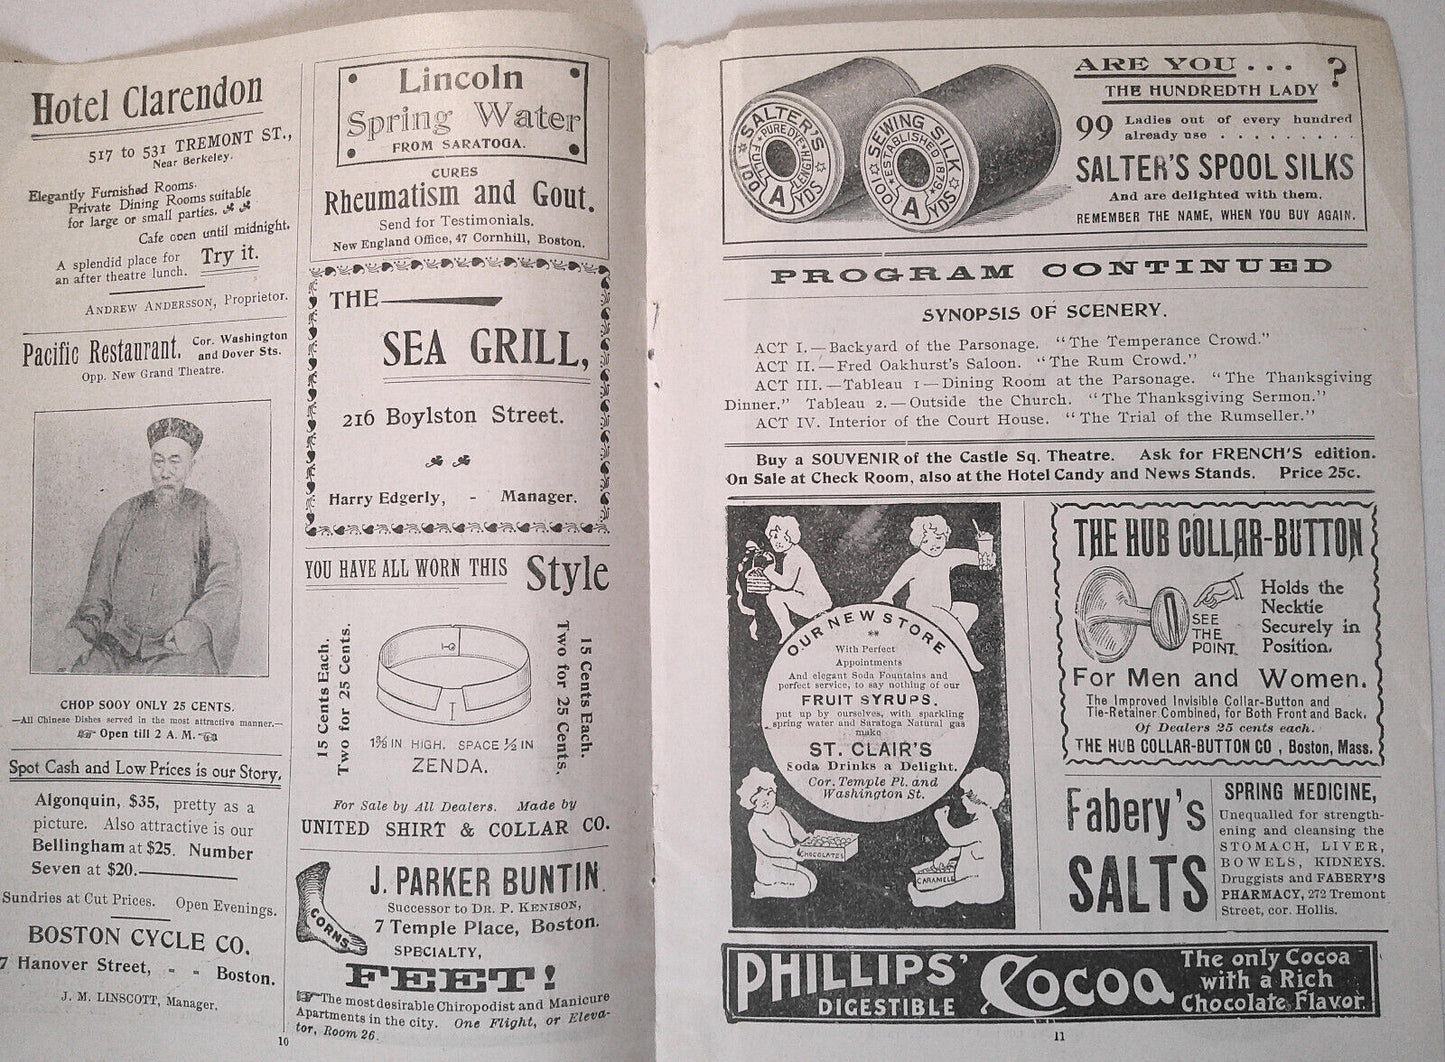 Hotel Clarendon
517 to 531 TREMONT ST.,
Near Berkeley.
Elegantly Furnished Rooms.
Private Dining Rooms suitable
for large or small parties.
Cafe open until midnight.
A splendid place for
an after theatre lunch.
Try it.
ANDREW ANDERSSON, Proprietor.
Pacific Restaurant.
Cor. Washington
and Dover Sts.
Opp. New Grand Theatre.
CHOP SOOY ONLY 25 CENTS.
—All Chinese Dishes served in the most attractive manner.—
Open till 2 A. M.
Spot Cash and Low Prices is our Story.
Algonquin, $35, pretty as a
picture. Also attractive is our
Bellingham at $25. Number
Seven at $20.
Sundries at Cut Prices. Open Evenings.
BOSTON CYCLE CO.
7 Hanover Street, - - Boston.
J. M. LINSCOTT, Manager.
Lincoln
Spring Water
FROM SARATOGA.
CURES
Rheumatism and Gout.
Send for Testimonials.
New England Office, 47 Cornhill, Boston.
THE
SEA GRILL,
216 Boylston Street.
Harry Edgerly, - Manager.
YOU HAVE ALL WORN THIS Style
15 Cents Each.
Two for 25 Cents.
15 Cents Each.
Two for 25 Cents.
1⅝ IN HIGH. SPACE ½ IN
ZENDA.
For Sale by All Dealers. Made by
UNITED SHIRT & COLLAR CO.
CORNS
J. PARKER BUNTIN
Successor to DR. P. KENISON,
7 Temple Place, Boston.
SPECIALTY,
FEET!
The most desirable Chiropodist and Manicure
Apartments in the city. One Flight, or Eleva-
tor, Room 26.
10
SALTER'S
PURE DYE
FULL LENGTH
100 A YDS
SEWING SILK
ESTABLISHED 1879
100 A YDS
ARE YOU . . . ?
THE HUNDREDTH LADY
99 Ladies out of every hundred
already use . . . . . . . . .
SALTER'S SPOOL SILKS
And are delighted with them.
REMEMBER THE NAME, WHEN YOU BUY AGAIN.
PROGRAM CONTINUED
SYNOPSIS OF SCENERY.
ACT I.—Backyard of the Parsonage. "The Temperance Crowd."
ACT II.—Fred Oakhurst's Saloon. "The Rum Crowd."
ACT III.—Tableau 1—Dining Room at the Parsonage. "The Thanksgiving
Dinner." Tableau 2.—Outside the Church. "The Thanksgiving Sermon."
ACT IV. Interior of the Court House. "The Trial of the Rumseller."
Buy a SOUVENIR of the Castle Sq. Theatre. Ask for FRENCH'S edition.
On Sale at Check Room, also at the Hotel Candy and News Stands. Price 25c.
OUR NEW STORE
With Perfect
Appointments
And elegant Soda Fountains and
perfect service, to say nothing of our
FRUIT SYRUPS.
put up by ourselves, with sparkling
spring water and Saratoga Natural gas
make
ST. CLAIR'S
Soda Drinks a Delight.
Cor. Temple Pl. and
Washington St.
CHOCOLATES
CARAMELS
THE HUB COLLAR-BUTTON
SEE
THE
POINT.
Holds the
Necktie
Securely in
Position.
For Men and Women.
The Improved Invisible Collar-Button and
Tie-Retainer Combined, for Both Front and Back.
Of Dealers 25 cents each.
THE HUB COLLAR-BUTTON CO, Boston, Mass.
Fabery's
SALTS
SPRING MEDICINE,
Unequalled for strength-
ening and cleansing the
STOMACH, LIVER,
BOWELS, KIDNEYS.
Druggists and FABERY'S
PHARMACY, 272 Tremont
Street, cor. Hollis.
PHILLIPS'
DIGESTIBLE
Cocoa
The only Cocoa
with a Rich
Chocolate Flavor.
11